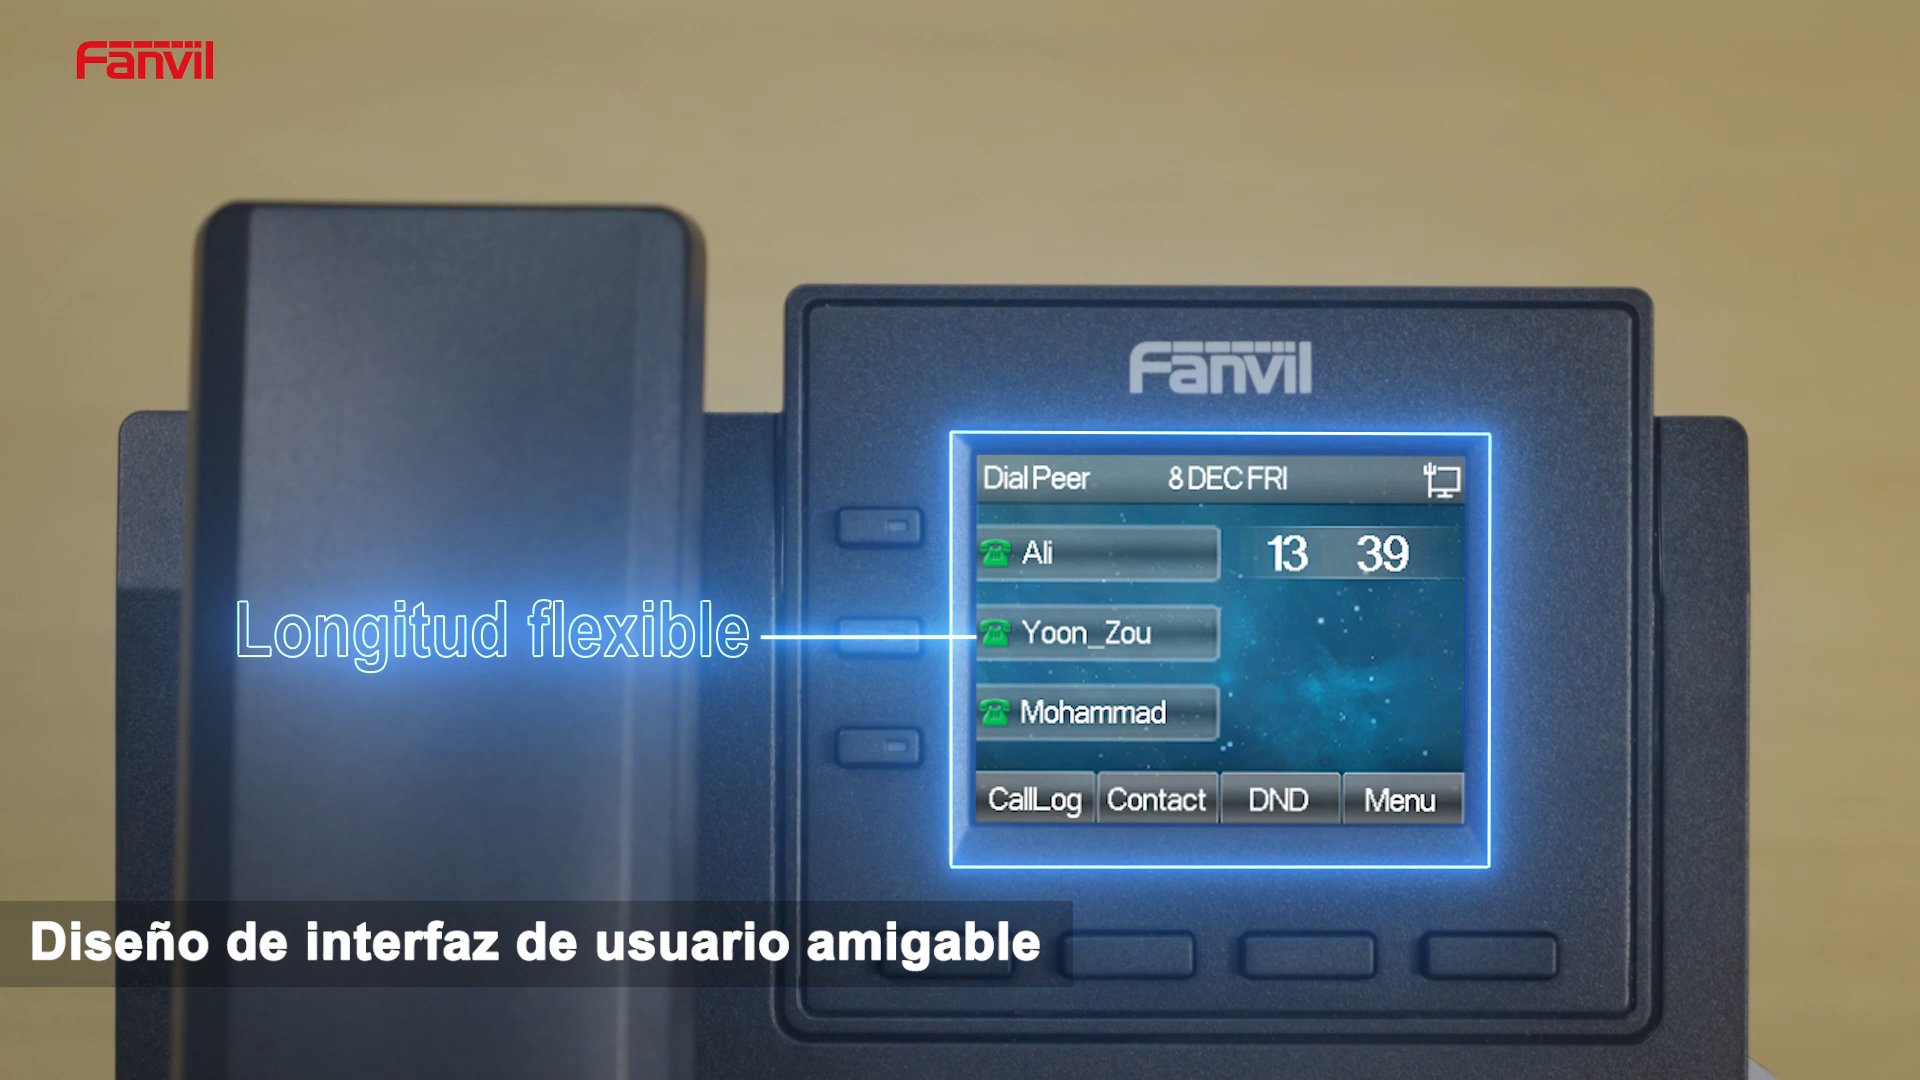 Fanvil
Fanvil
Dial Peer 8 DEC FRI
Ali 13 39
Longitud flexible
Yoon_Zou
Mohammad
CallLog Contact DND Menu
Diseño de interfaz de usuario amigable